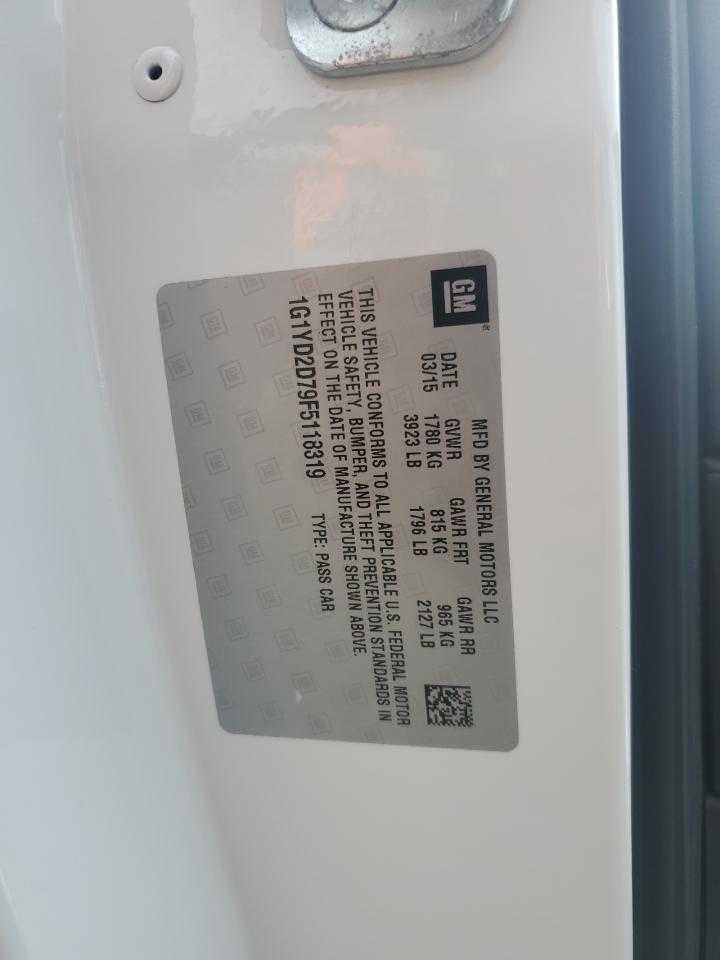 GM
MFD BY GENERAL MOTORS LLC
DATE GVWR GAWR FRT GAWR RR
03/15 1780 KG 815 KG 965 KG
3923 LB 1796 LB 2127 LB
THIS VEHICLE CONFORMS TO ALL APPLICABLE U.S. FEDERAL MOTOR
VEHICLE SAFETY, BUMPER, AND THEFT PREVENTION STANDARDS IN
EFFECT ON THE DATE OF MANUFACTURE SHOWN ABOVE.
1G1YD2D79F5118319 TYPE: PASS CAR